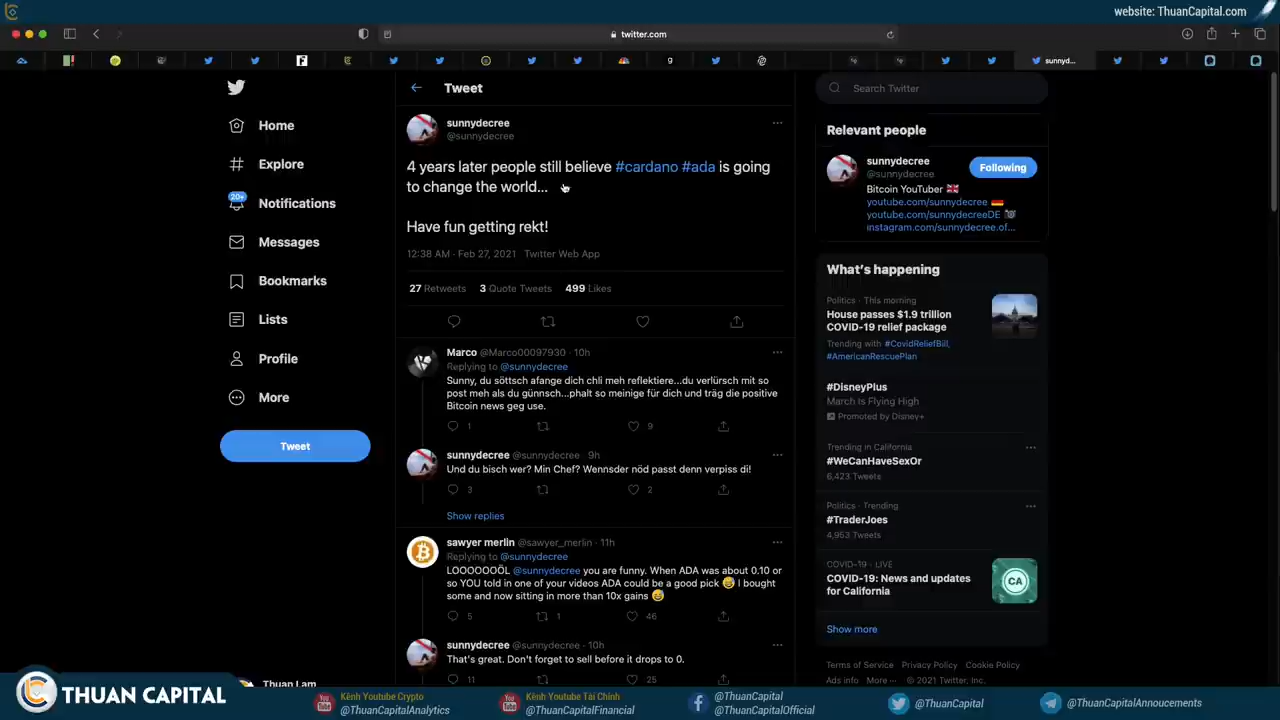 website: ThuanCapital.com
twitter.com
sunnyd...
Home
Explore
20+
Notifications
Messages
Bookmarks
Lists
Profile
More
Tweet
Thuan Lam
Tweet
sunnydecree
@sunnydecree
4 years later people still believe #cardano #ada is going
to change the world...
Have fun getting rekt!
12:38 AM · Feb 27, 2021 · Twitter Web App
27 Retweets 3 Quote Tweets 499 Likes
Marco @Marco00097930 · 10h
Replying to @sunnydecree
Sunny, du söttsch afange dich chli meh reflektiere...du verlürsch mit so
post meh als du günnsch...phalt so meinige für dich und träg die positive
Bitcoin news geg use.
1 9
sunnydecree @sunnydecree · 9h
Und du bisch wer? Min Chef? Wennsder nöd passt denn verpiss di!
3 2
Show replies
sawyer merlin @sawyer_merlin · 11h
Replying to @sunnydecree
LOOOOOOÖL @sunnydecree you are funny. When ADA was about 0.10 or
so YOU told in one of your videos ADA could be a good pick 😅 I bought
some and now sitting in more than 10x gains 😅
5 1 46
sunnydecree @sunnydecree · 10h
That's great. Don't forget to sell before it drops to 0.
11 25
Search Twitter
Relevant people
sunnydecree
@sunnydecree
Following
Bitcoin YouTuber 🇬🇧
youtube.com/sunnydecree 🇩🇪
youtube.com/sunnydecreeDE 📷
instagram.com/sunnydecree.of...
What's happening
Politics · This morning
House passes $1.9 trillion
COVID-19 relief package
Trending with #CovidReliefBill,
#AmericanRescuePlan
#DisneyPlus
March Is Flying High
Promoted by Disney+
Trending in California
#WeCanHaveSexOr
6,423 Tweets
Politics · Trending
#TraderJoes
4,953 Tweets
COVID-19 · LIVE
COVID-19: News and updates
for California
CA
Show more
Terms of Service Privacy Policy Cookie Policy
Ads info More ··· © 2021 Twitter, Inc.
THUAN CAPITAL
Kênh Youtube Crypto
@ThuanCapitalAnalytics
Kênh Youtube Tài Chính
@ThuanCapitalFinancial
@ThuanCapital
@ThuanCapitalOfficial
@ThuanCapital
@ThuanCapitalAnnoucements